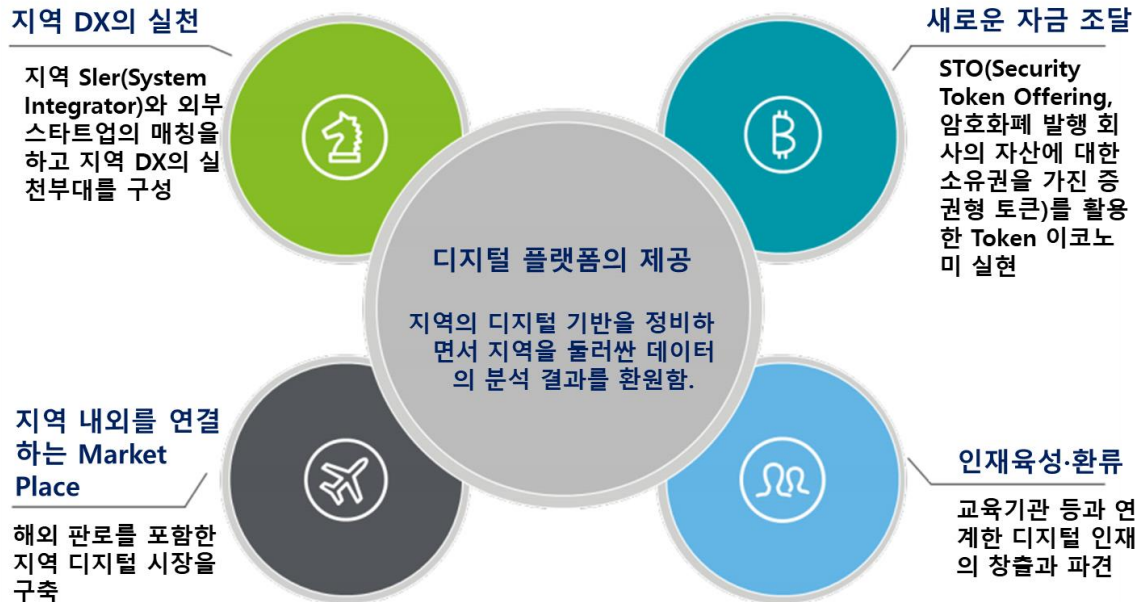 지역 DX의 실천
지역 Sler(System
Integrator)와 외부
스타트업의 매칭을
하고 지역 DX의 실
천부대를 구성
새로운 자금 조달
STO(Security
Token Offering,
암호화폐 발행 회
사의 자산에 대한
소유권을 가진 증
권형 토큰)를 활용
한 Token 이코노
미 실현
디지털 플랫폼의 제공
지역의 디지털 기반을 정비하
면서 지역을 둘러싼 데이터
의 분석 결과를 환원함.
지역 내외를 연결
하는 Market
Place
해외 판로를 포함한
지역 디지털 시장을
구축
인재육성·환류
교육기관 등과 연
계한 디지털 인재
의 창출과 파견